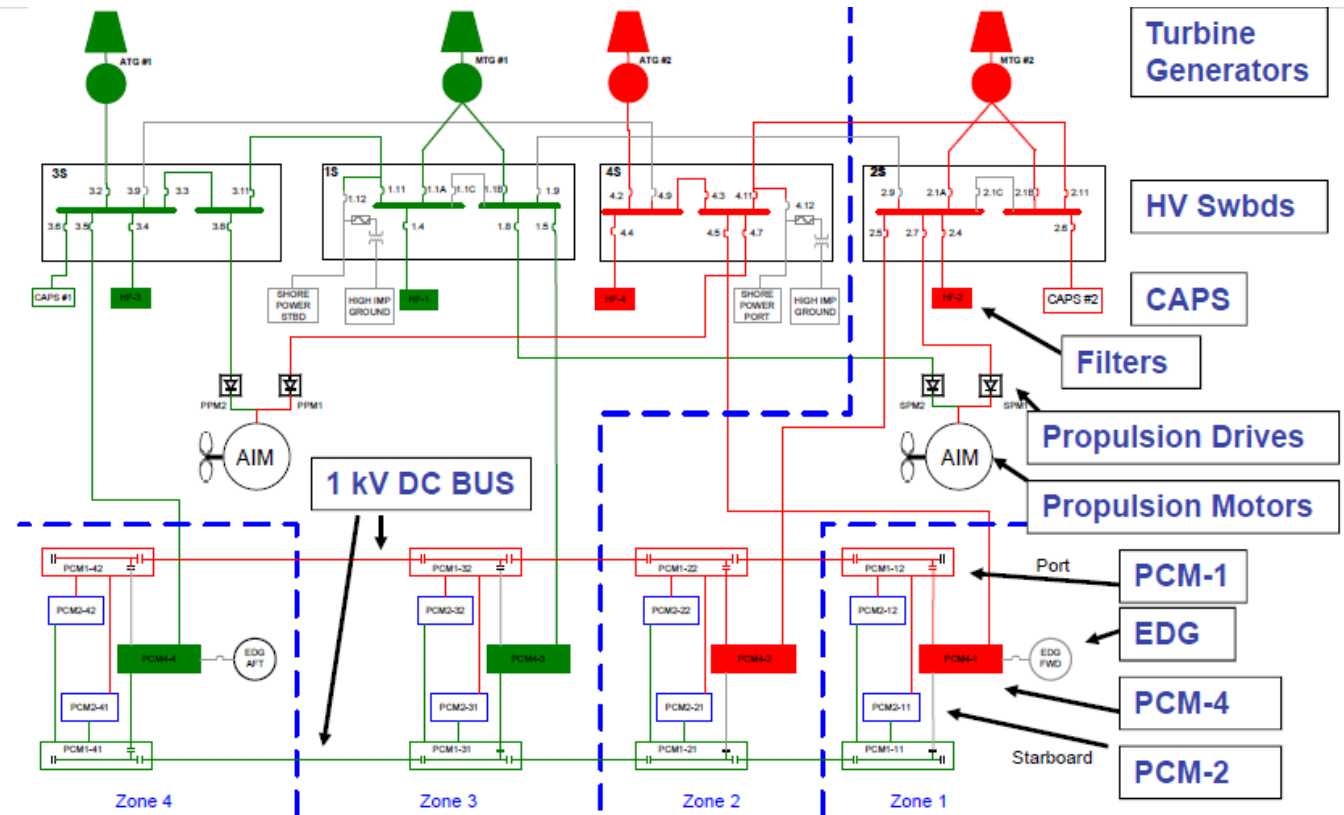 ATG #1
MTG #1
ATG #2
MTG #2
Turbine
Generators
3S
3.2
3.9
3.3
3.11
3.6
3.5
3.4
3.8
1S
1.12
1.11
1.1A
1.1C
1.1B
1.9
1.4
1.8
1.5
4S
4.2
4.9
4.3
4.11
4.12
4.4
4.5
4.7
2S
2.9
2.1A
2.1C
2.1B
2.11
2.5
2.7
2.4
2.6
HV Swbds
CAPS #1
HF-3
SHORE
POWER
STBD
HIGH IMP
GROUND
HF-1
HF-4
SHORE
POWER
PORT
HIGH IMP
GROUND
HF-2
CAPS #2
CAPS
Filters
PPM2
PPM1
SPM2
SPM1
Propulsion Drives
AIM
AIM
1 kV DC BUS
Propulsion Motors
PCM1-42
PCM1-32
PCM1-22
PCM1-12
Port
PCM-1
PCM2-42
PCM2-32
PCM2-22
PCM2-12
EDG
PCM4-4
EDG
AFT
PCM4-3
PCM4-2
PCM4-1
EDG
FWD
PCM2-41
PCM2-31
PCM2-21
PCM2-11
PCM-4
PCM1-41
PCM1-31
PCM1-21
PCM1-11
Starboard
PCM-2
Zone 4
Zone 3
Zone 2
Zone 1